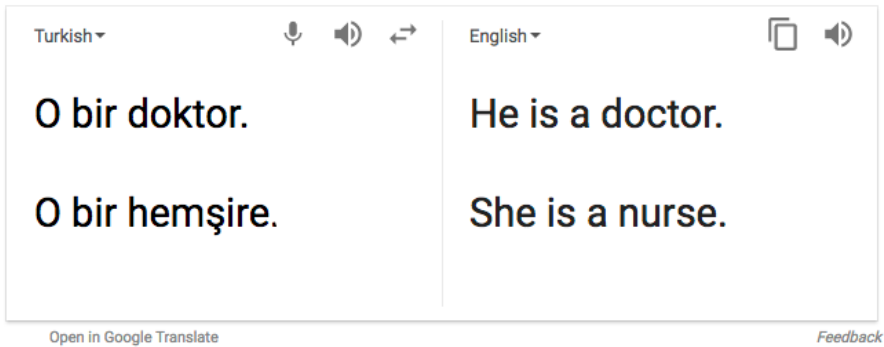 Turkish
English
O bir doktor.
He is a doctor.
O bir hemşire.
She is a nurse.
Open in Google Translate
Feedback